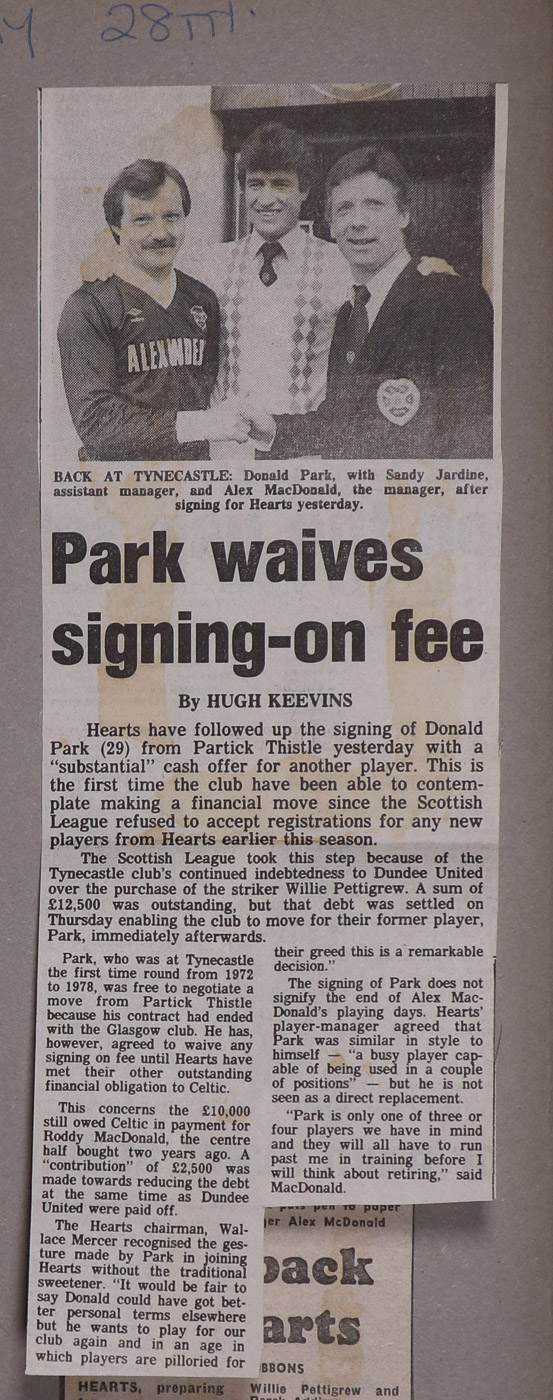 28TH.
ALEXANDER
BACK AT TYNECASTLE: Donald Park, with Sandy Jardine,
assistant manager, and Alex MacDonald, the manager, after
signing for Hearts yesterday.
Park waives
signing-on fee
By HUGH KEEVINS
Hearts have followed up the signing of Donald
Park (29) from Partick Thistle yesterday with a
“substantial” cash offer for another player. This is
the first time the club have been able to contem-
plate making a financial move since the Scottish
League refused to accept registrations for any new
players from Hearts earlier this season.
The Scottish League took this step because of the
Tynecastle club's continued indebtedness to Dundee United
over the purchase of the striker Willie Pettigrew. A sum of
£12,500 was outstanding, but that debt was settled on
Thursday enabling the club to move for their former player,
Park, immediately afterwards.
Park, who was at Tynecastle
the first time round from 1972
to 1978, was free to negotiate a
move from Partick Thistle
because his contract had ended
with the Glasgow club. He has,
however, agreed to waive any
signing on fee until Hearts have
met their other outstanding
financial obligation to Celtic.
This concerns the £10,000
still owed Celtic in payment for
Roddy MacDonald, the centre
half bought two years ago. A
“contribution” of £2,500 was
made towards reducing the debt
at the same time as Dundee
United were paid off.
The Hearts chairman, Wal-
lace Mercer recognised the ges-
ture made by Park in joining
Hearts without the traditional
sweetener. “It would be fair to
say Donald could have got bet-
ter personal terms elsewhere
but he wants to play for our
club again and in an age in
which players are pilloried for
their greed this is a remarkable
decision.”
The signing of Park does not
signify the end of Alex Mac-
Donald's playing days. Hearts'
player-manager agreed that
Park was similar in style to
himself — “a busy player cap-
able of being used in a couple
of positions” — but he is not
seen as a direct replacement.
“Park is only one of three or
four players we have in mind
and they will all have to run
past me in training before I
will think about retiring,” said
MacDonald.
pen to paper
er Alex McDonald
back
arts
BBONS
HEARTS, preparing
Willie Pettigrew and